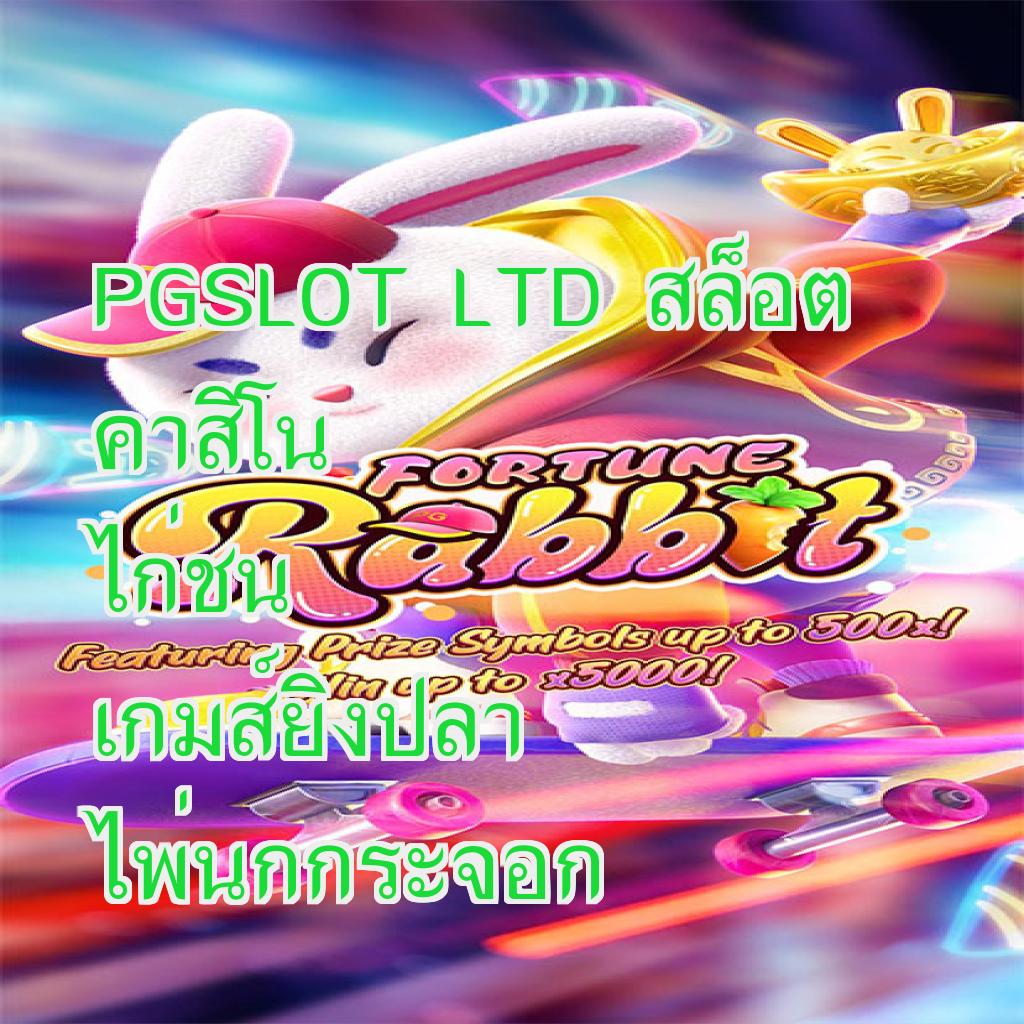 PGSLOT LTD สล็อต
คาสิโน
FORTUNE
Rabbit
PG
ไก่ชน
Featuring Prize Symbols up to 500x!
Win up to x5000!
เกมส์ยิงปลา
ไพ่นกกระจอก